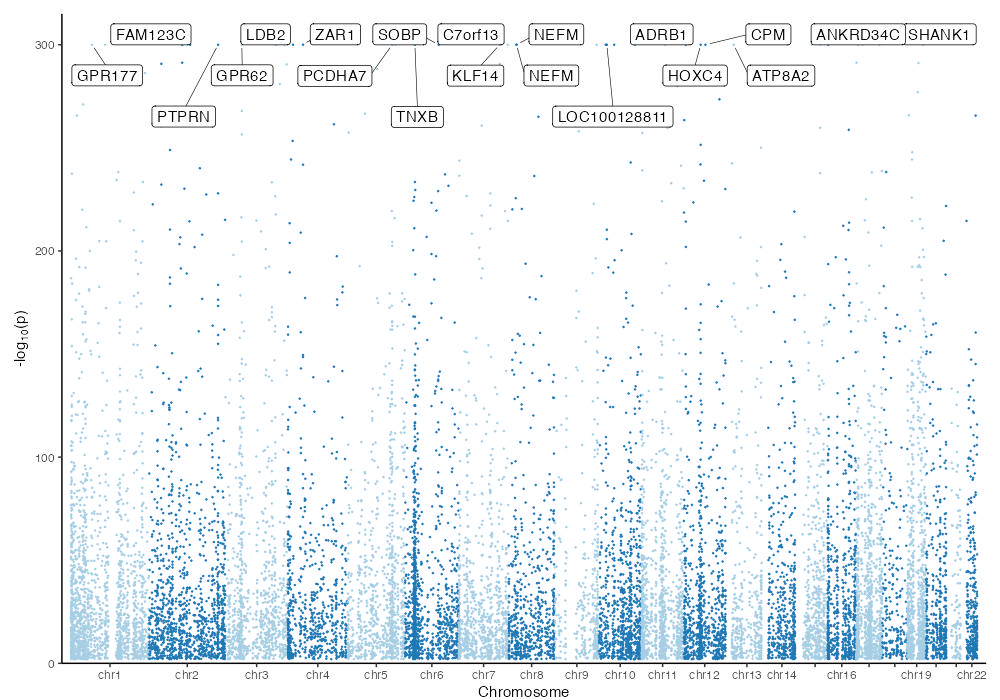 FAM123C LDB2 ZAR1 SOBP C7orf13 NEFM ADRB1 CPM ANKRD34C SHANK1
300
GPR177 GPR62 PCDHA7 KLF14 NEFM HOXC4 ATP8A2
PTPRN TNXB LOC100128811
200
-log10(p)
100
0
chr1 chr2 chr3 chr4 chr5 chr6 chr7 chr8 chr9 chr10 chr11 chr12 chr13 chr14 chr16 chr19 chr22
Chromosome